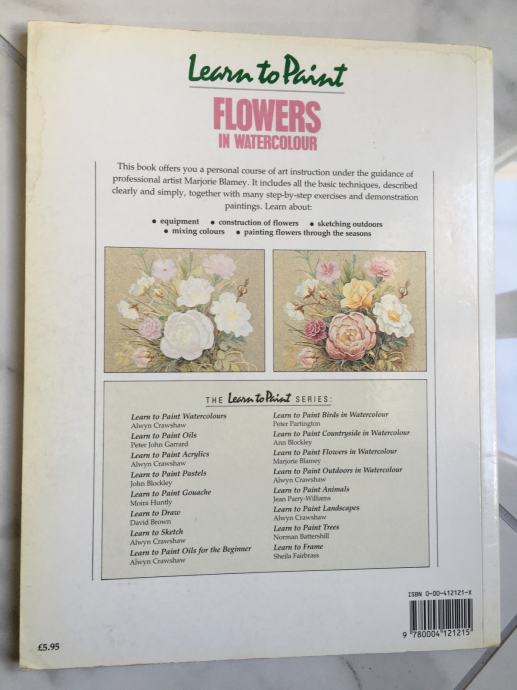 Learn to Paint
FLOWERS
IN WATERCOLOUR
This book offers you a personal course of art instruction under the guidance of
professional artist Marjorie Blamey. It includes all the basic techniques, described
clearly and simply, together with many step-by-step exercises and demonstration
paintings. Learn about:
• equipment • construction of flowers • sketching outdoors
• mixing colours • painting flowers through the seasons
THE Learn to Paint SERIES:
Learn to Paint Watercolours
Alwyn Crawshaw
Learn to Paint Oils
Peter John Garrard
Learn to Paint Acrylics
Alwyn Crawshaw
Learn to Paint Pastels
John Blockley
Learn to Paint Gouache
Moira Huntly
Learn to Draw
David Brown
Learn to Sketch
Alwyn Crawshaw
Learn to Paint Oils for the Beginner
Alwyn Crawshaw
Learn to Paint Birds in Watercolour
Peter Partington
Learn to Paint Countryside in Watercolour
Ann Blockley
Learn to Paint Flowers in Watercolour
Marjorie Blamey
Learn to Paint Outdoors in Watercolour
Alwyn Crawshaw
Learn to Paint Animals
Jean Parry-Williams
Learn to Paint Landscapes
Alwyn Crawshaw
Learn to Paint Trees
Norman Battershill
Learn to Frame
Sheila Fairbrass
ISBN 0-00-412121-X
9 780004 121215
£5.95